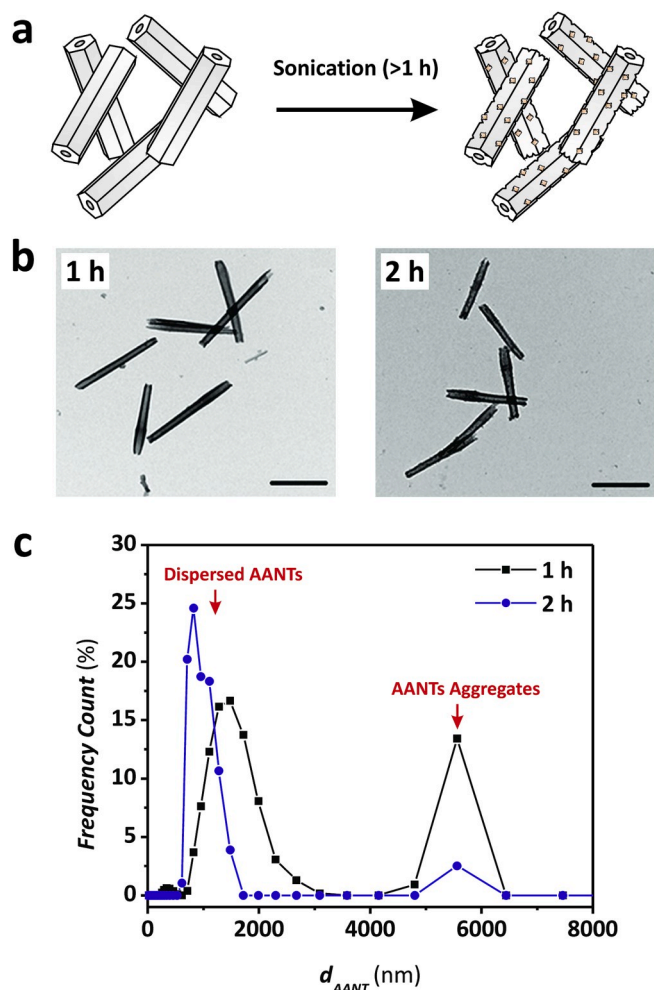 a
Sonication (>1 h)
b
1 h
2 h
c
30
25
20
15
10
5
0
Frequency Count (%)
Dispersed AANTs
AANTs Aggregates
1 h
2 h
0
2000
4000
6000
8000
d_AANT (nm)